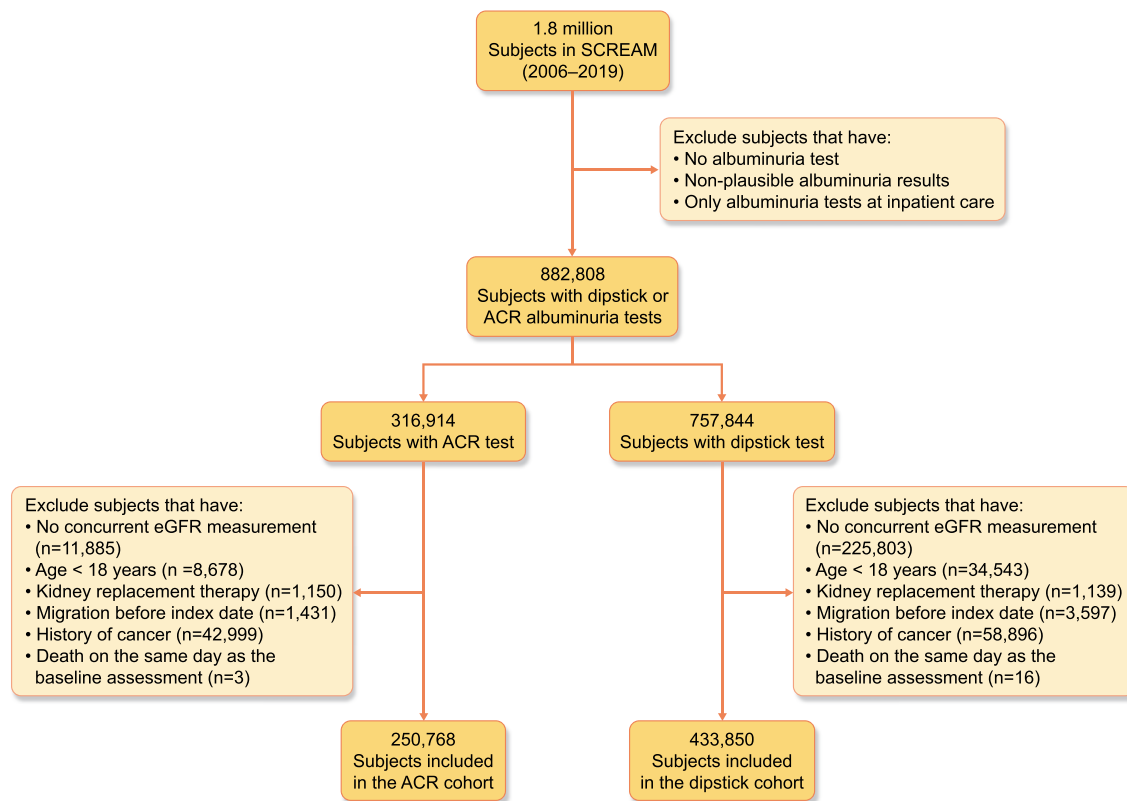 1.8 million
Subjects in SCREAM
(2006–2019)
Exclude subjects that have:
• No albuminuria test
• Non-plausible albuminuria results
• Only albuminuria tests at inpatient care
882,808
Subjects with dipstick or
ACR albuminuria tests
316,914
Subjects with ACR test
757,844
Subjects with dipstick test
Exclude subjects that have:
• No concurrent eGFR measurement
(n=11,885)
• Age < 18 years (n =8,678)
• Kidney replacement therapy (n=1,150)
• Migration before index date (n=1,431)
• History of cancer (n=42,999)
• Death on the same day as the
baseline assessment (n=3)
Exclude subjects that have:
• No concurrent eGFR measurement
(n=225,803)
• Age < 18 years (n=34,543)
• Kidney replacement therapy (n=1,139)
• Migration before index date (n=3,597)
• History of cancer (n=58,896)
• Death on the same day as the
baseline assessment (n=16)
250,768
Subjects included
in the ACR cohort
433,850
Subjects included
in the dipstick cohort